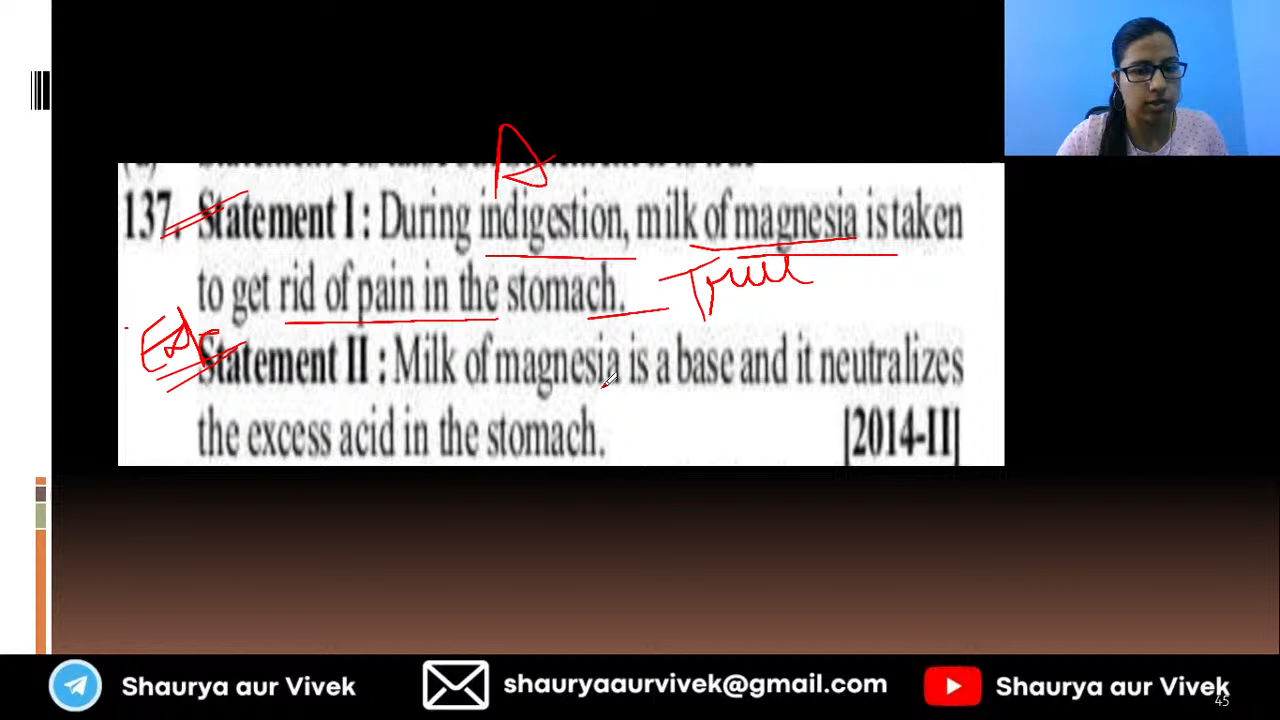 A
137. Statement I : During indigestion, milk of magnesia is taken
to get rid of pain in the stomach.
True
Exp
Statement II : Milk of magnesia is a base and it neutralizes
the excess acid in the stomach. [2014-II]
Shaurya aur Vivek
shauryaaurvivek@gmail.com
Shaurya aur Vivek
45